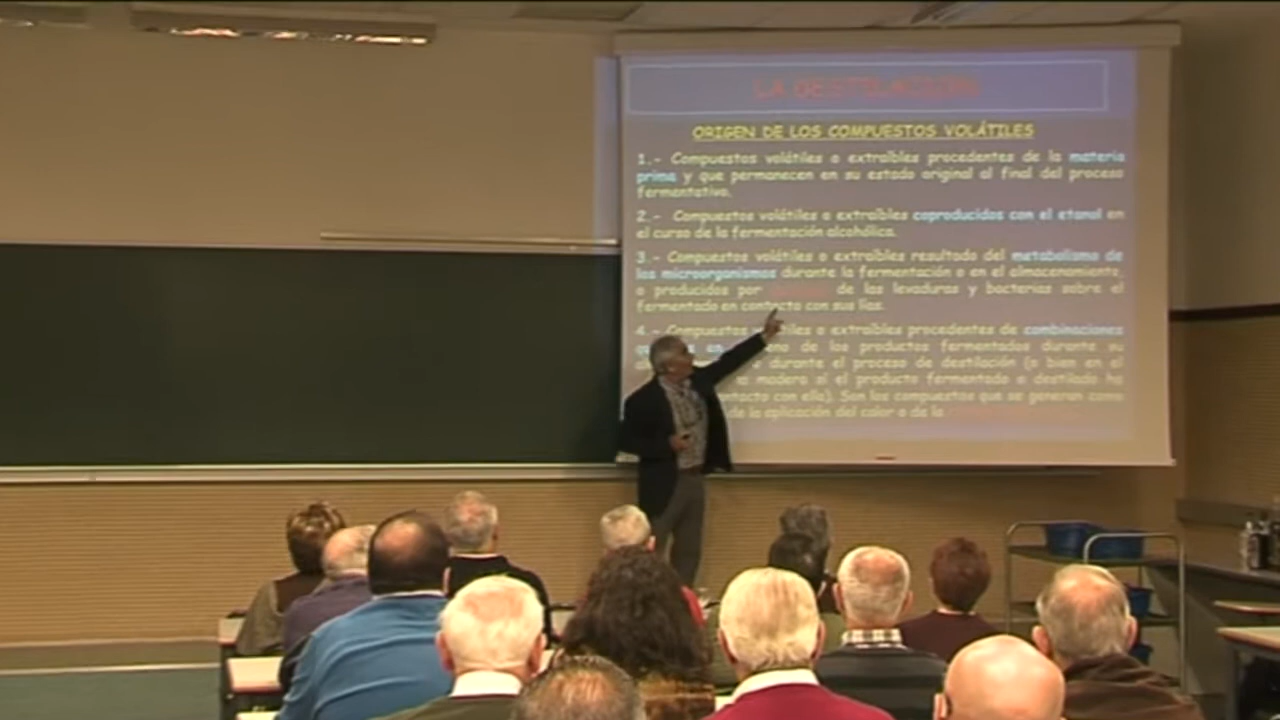 LA DESTILACIÓN
ORIGEN DE LOS COMPUESTOS VOLÁTILES
1.- Compuestos volátiles o extraíbles procedentes de la materia
prima y que permanecen en su estado original al final del proceso
fermentativo.
2.- Compuestos volátiles o extraíbles coproducidos con el etanol en
el curso de la fermentación alcohólica.
3.- Compuestos volátiles o extraíbles resultado del metabolismo de
los microorganismos durante la fermentación o en el almacenamiento,
o producidos por de las levaduras y bacterias sobre el
fermentado en contacto con sus lías.
4.- Compuestos volátiles o extraíbles procedentes de combinaciones
en de los productos fermentados durante su
durante el proceso de destilación (o bien en el
madera si el producto fermentado o destilado ha
con ella). Son los compuestos que se generan como
de la aplicación del calor o de la